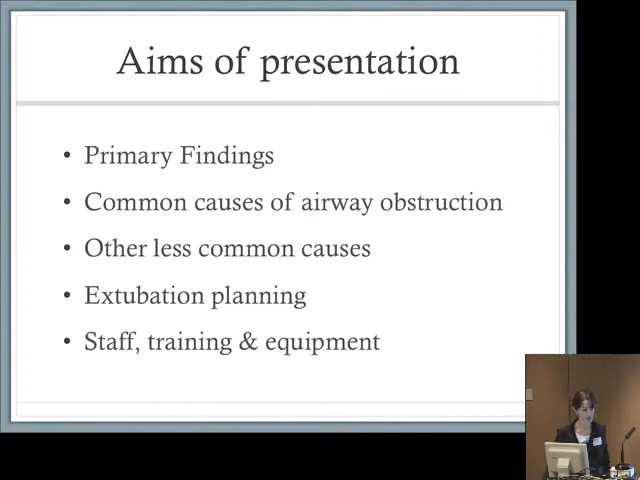 Aims of presentation
• Primary Findings
• Common causes of airway obstruction
• Other less common causes
• Extubation planning
• Staff, training & equipment